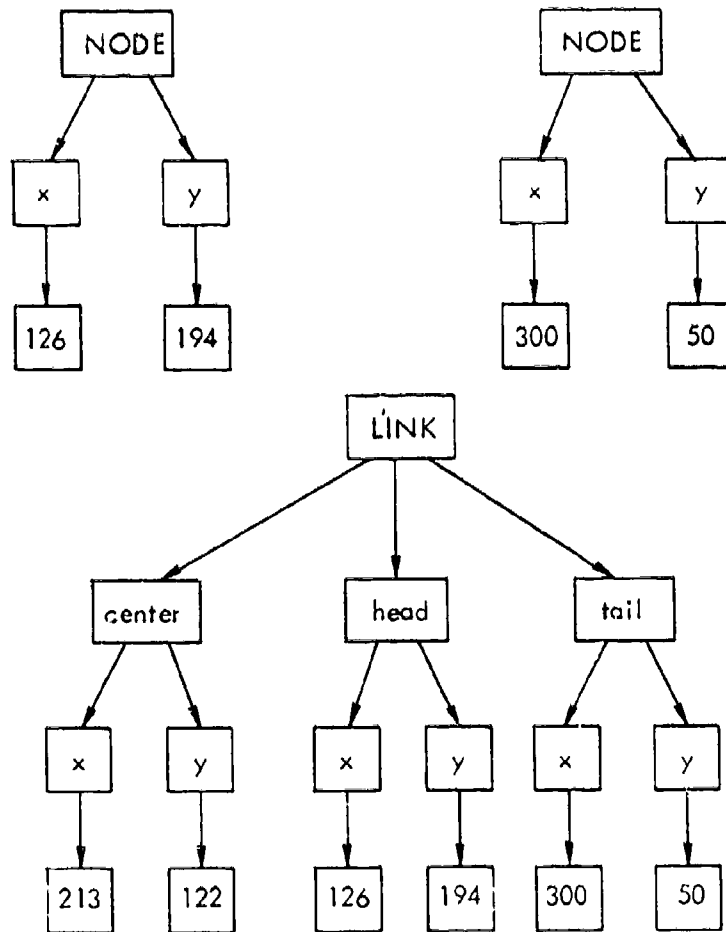 NODE NODE
x y x y
126 194 300 50
LINK
center head tail
x y x y x y
213 122 126 194 300 50